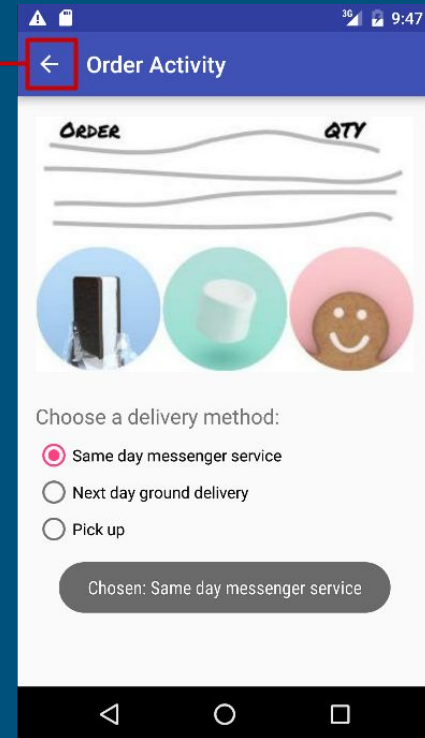 3G 9:47
Order Activity
ORDER QTY
Choose a delivery method:
Same day messenger service
Next day ground delivery
Pick up
Chosen: Same day messenger service